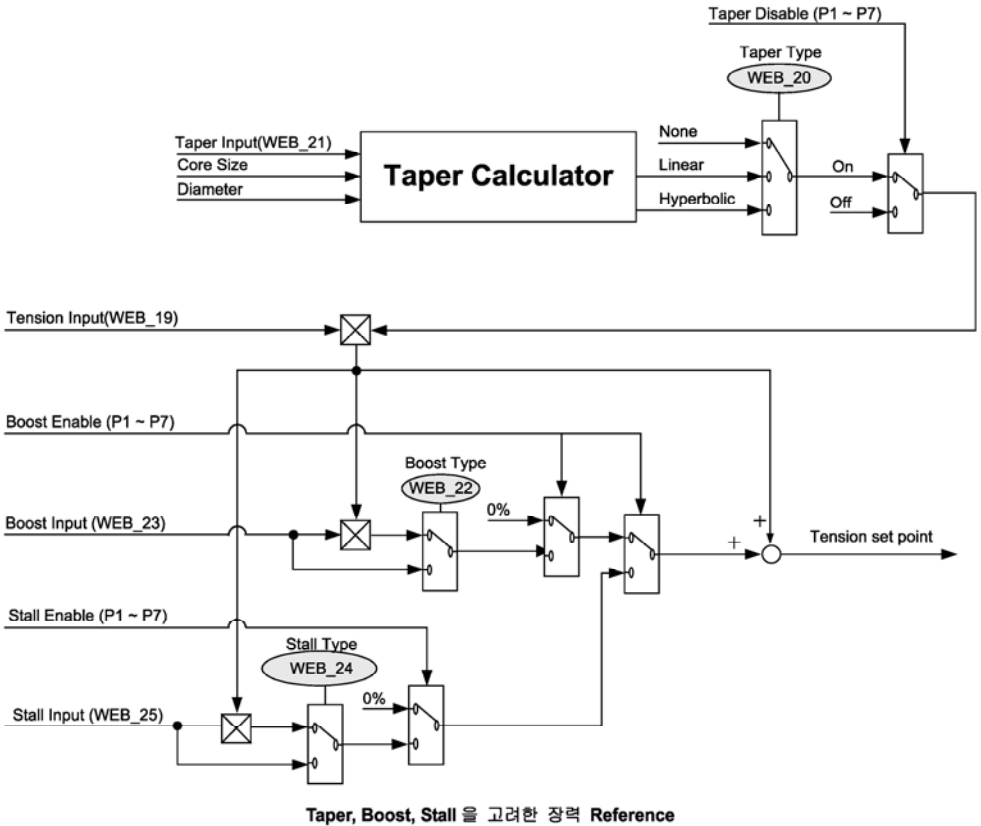 Taper Disable (P1 ~ P7)
Taper Type
WEB_20
Taper Input(WEB_21)
Core Size
Diameter
Taper Calculator
None
Linear
Hyperbolic
On
Off
Tension Input(WEB_19)
Boost Enable (P1 ~ P7)
Boost Type
WEB_22
0%
Boost Input (WEB_23)
+
+
Tension set point
Stall Enable (P1 ~ P7)
Stall Type
WEB_24
0%
Stall Input (WEB_25)
Taper, Boost, Stall 을 고려한 장력 Reference